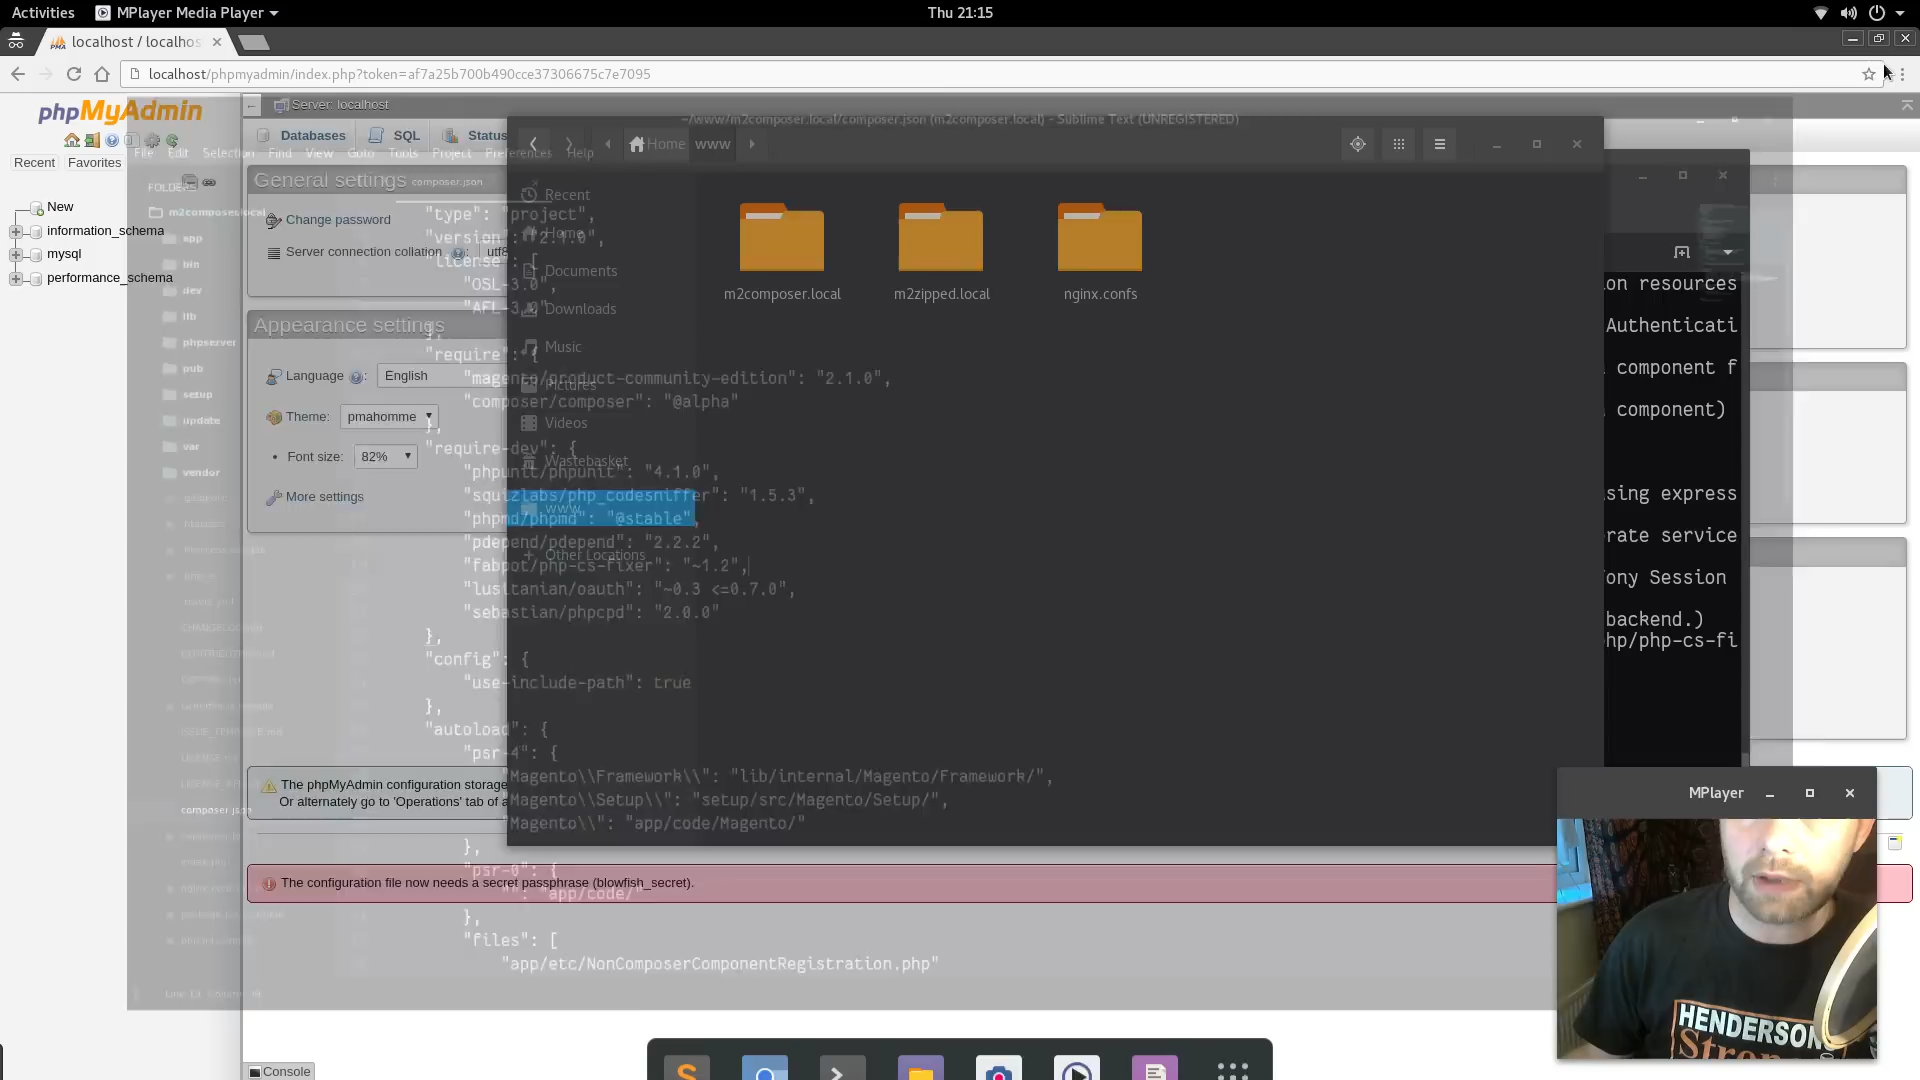 Activities
MPlayer Media Player
Thu 21:15
localhost / localhos
localhost/phpmyadmin/index.php?token=af7a25b700b490cce37306675c7e7095
phpMyAdmin
Recent
Favorites
New
information_schema
mysql
performance_schema
Server: localhost
Databases
SQL
Status
General settings
Change password
Server connection collation
utf8
Appearance settings
Language
English
Theme:
pmahomme
Font size:
82%
More settings
The phpMyAdmin configuration storage
Or alternately go to 'Operations' tab of a
The configuration file now needs a secret passphrase (blowfish_secret).
Console
~/www/m2composer.local/composer.json (m2composer.local) - Sublime Text (UNREGISTERED)
File Edit Selection Find View Goto Tools Project Preferences Help
FOLDERS
m2composer.local
app
bin
dev
lib
phpserver
pub
setup
update
var
vendor
composer.json
composer.json
"type": "project",
"version": "2.1.0",
"license": [
"OSL-3.0",
"AFL-3.0"
],
"require": {
"magento/product-community-edition": "2.1.0",
"composer/composer": "@alpha"
},
"require-dev": {
"phpunit/phpunit": "4.1.0",
"squizlabs/php_codesniffer": "1.5.3",
"phpmd/phpmd": "@stable",
"pdepend/pdepend": "2.2.2",
"fabpot/php-cs-fixer": "~1.2",
"lusitanian/oauth": "~0.3 <=0.7.0",
"sebastian/phpcpd": "2.0.0"
},
"config": {
"use-include-path": true
},
"autoload": {
"psr-4": {
"Magento\\Framework\\": "lib/internal/Magento/Framework/",
"Magento\\Setup\\": "setup/src/Magento/Setup/",
"Magento\\": "app/code/Magento/"
},
"psr-0": {
"": "app/code/"
},
"files": [
"app/etc/NonComposerComponentRegistration.php"
Home
www
Recent
Home
Documents
Downloads
Music
Pictures
Videos
Wastebasket
www
Other Locations
m2composer.local
m2zipped.local
nginx.confs
on resources
Authenticati
component f
component)
sing express
rate service
ony Session
backend.)
hp/php-cs-fi
MPlayer
HENDERSON
Strong